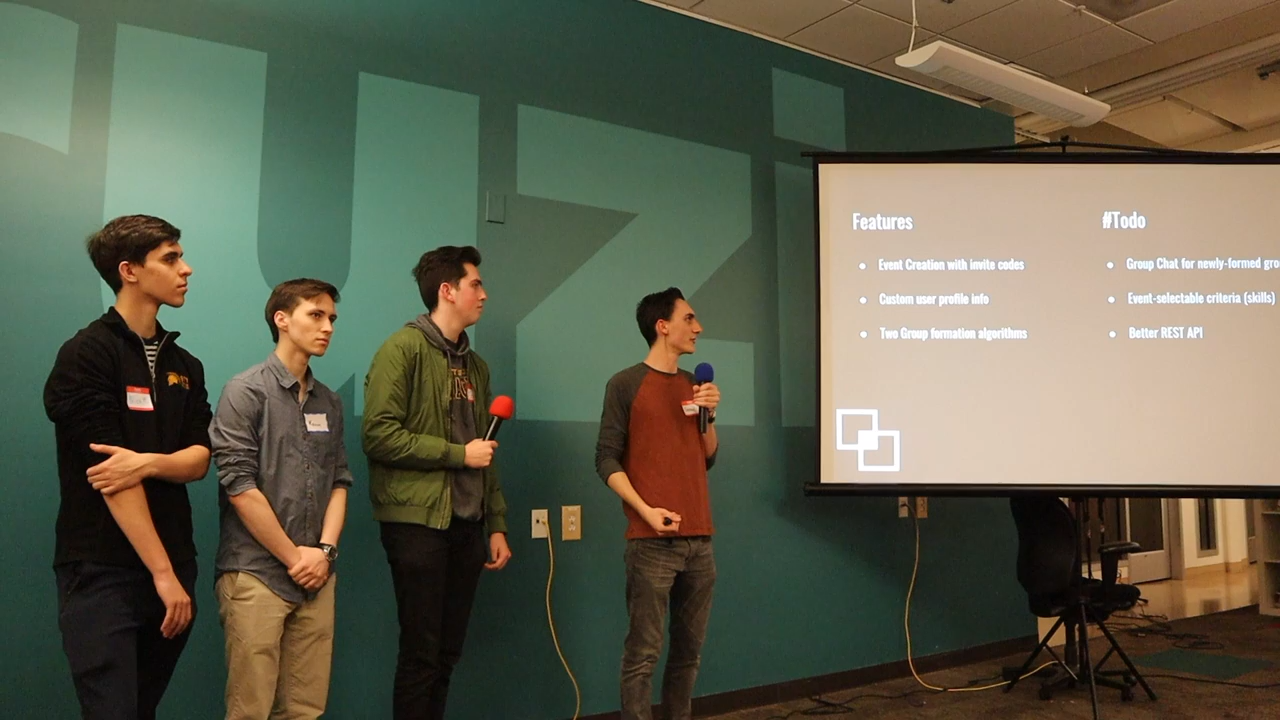 uzi
Features
Event Creation with invite codes
Custom user profile info
Two Group formation algorithms
#Todo
Group Chat for newly-formed gro
Event-selectable criteria (skills)
Better REST API